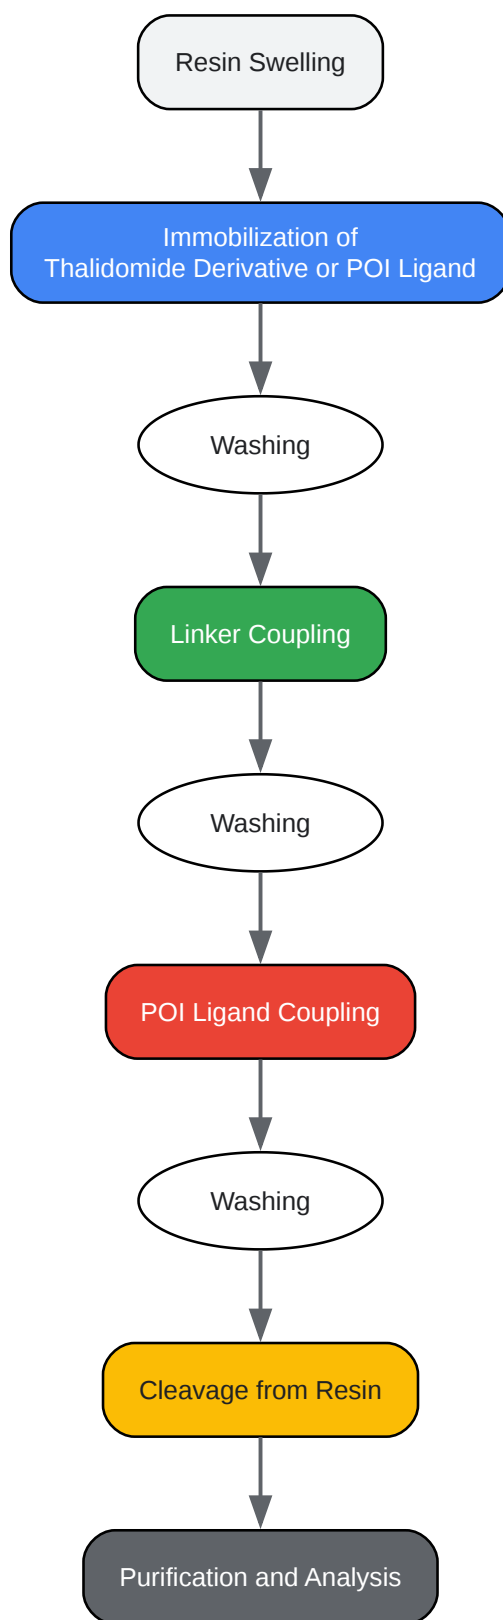 Resin Swelling
Immobilization of
Thalidomide Derivative or POI Ligand
Washing
Linker Coupling
Washing
POI Ligand Coupling
Washing
Cleavage from Resin
Purification and Analysis